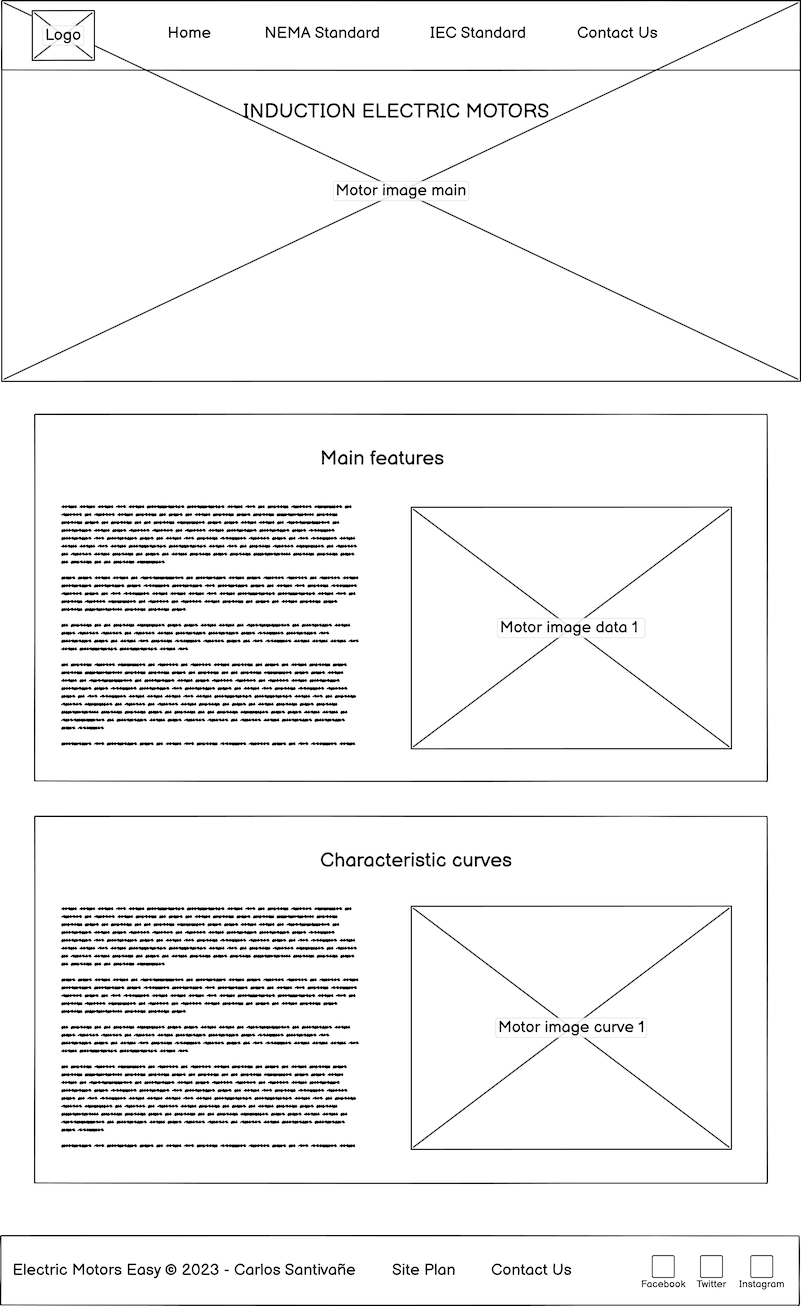 Logo
Home NEMA Standard IEC Standard Contact Us
INDUCTION ELECTRIC MOTORS
Motor image main
Main features
Motor image data 1
Characteristic curves
Motor image curve 1
Electric Motors Easy © 2023 - Carlos Santivañe Site Plan Contact Us
Facebook Twitter Instagram